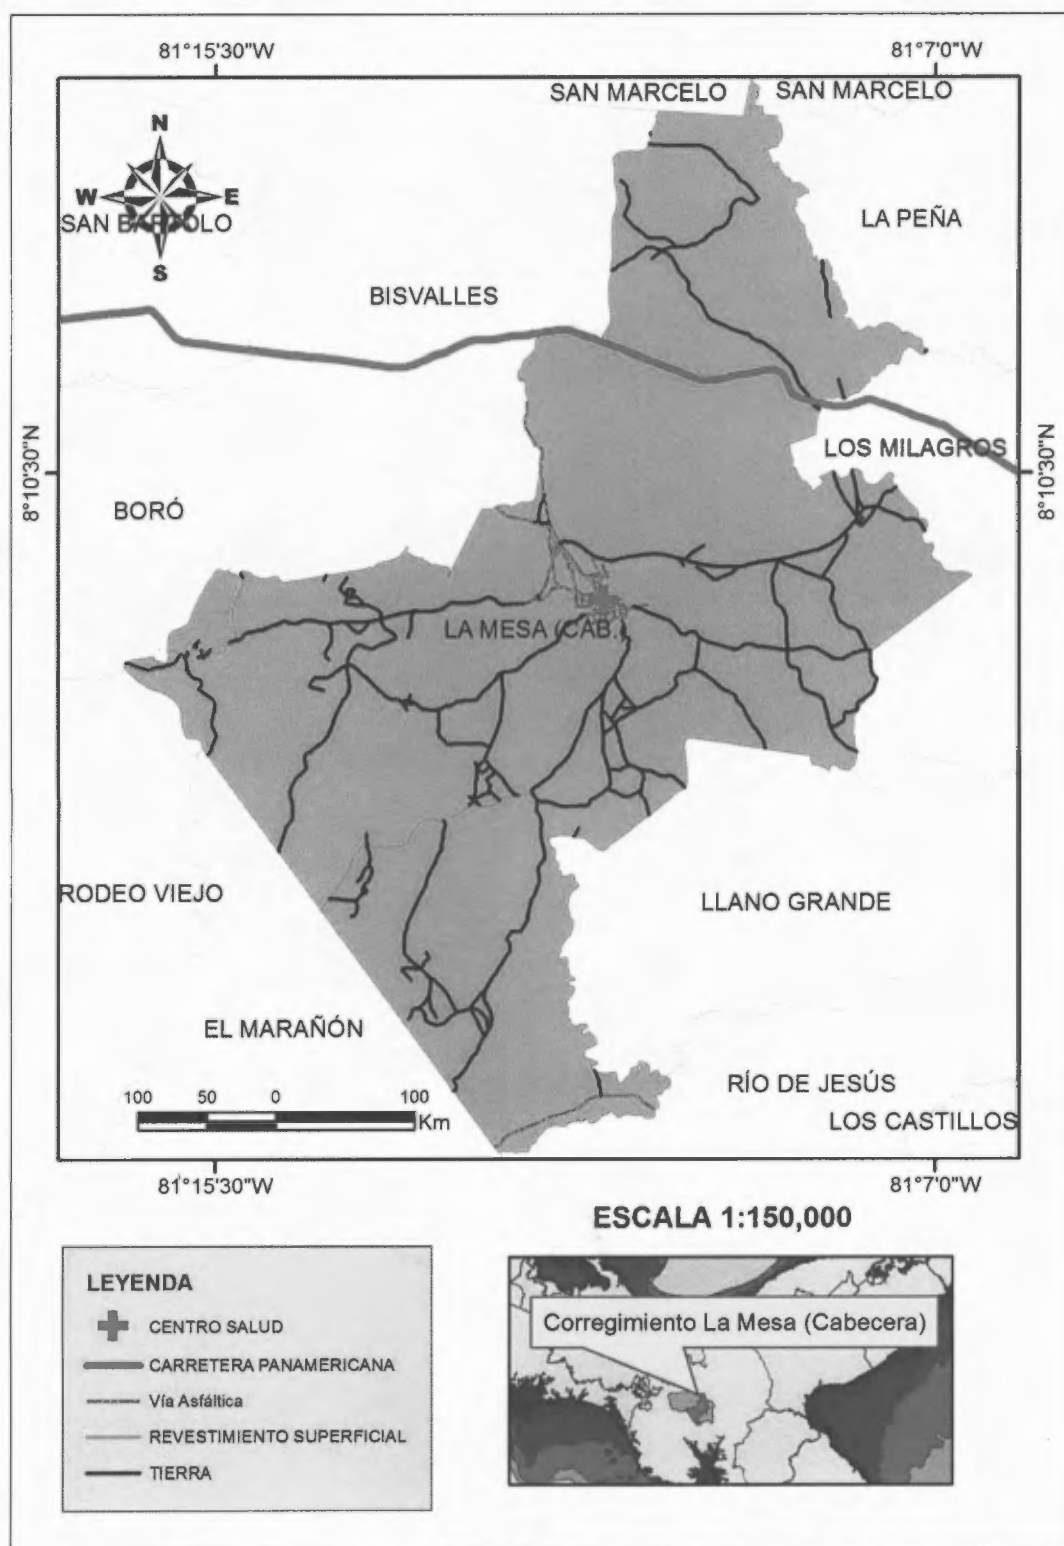 81°15'30"W
81°7'0"W
SAN MARCELO
SAN MARCELO
N
W
E
S
SAN BARTOLO
LA PEÑA
BISVALLES
8°10'30"N
8°10'30"N
LOS MILAGROS
BORÓ
LA MESA (CAB.)
RODEO VIEJO
LLANO GRANDE
EL MARAÑÓN
RÍO DE JESÚS
LOS CASTILLOS
100 50 0 100
Km
81°15'30"W
81°7'0"W
ESCALA 1:150,000
LEYENDA
CENTRO SALUD
CARRETERA PANAMERICANA
Vía Asfáltica
REVESTIMIENTO SUPERFICIAL
TIERRA
Corregimiento La Mesa (Cabecera)